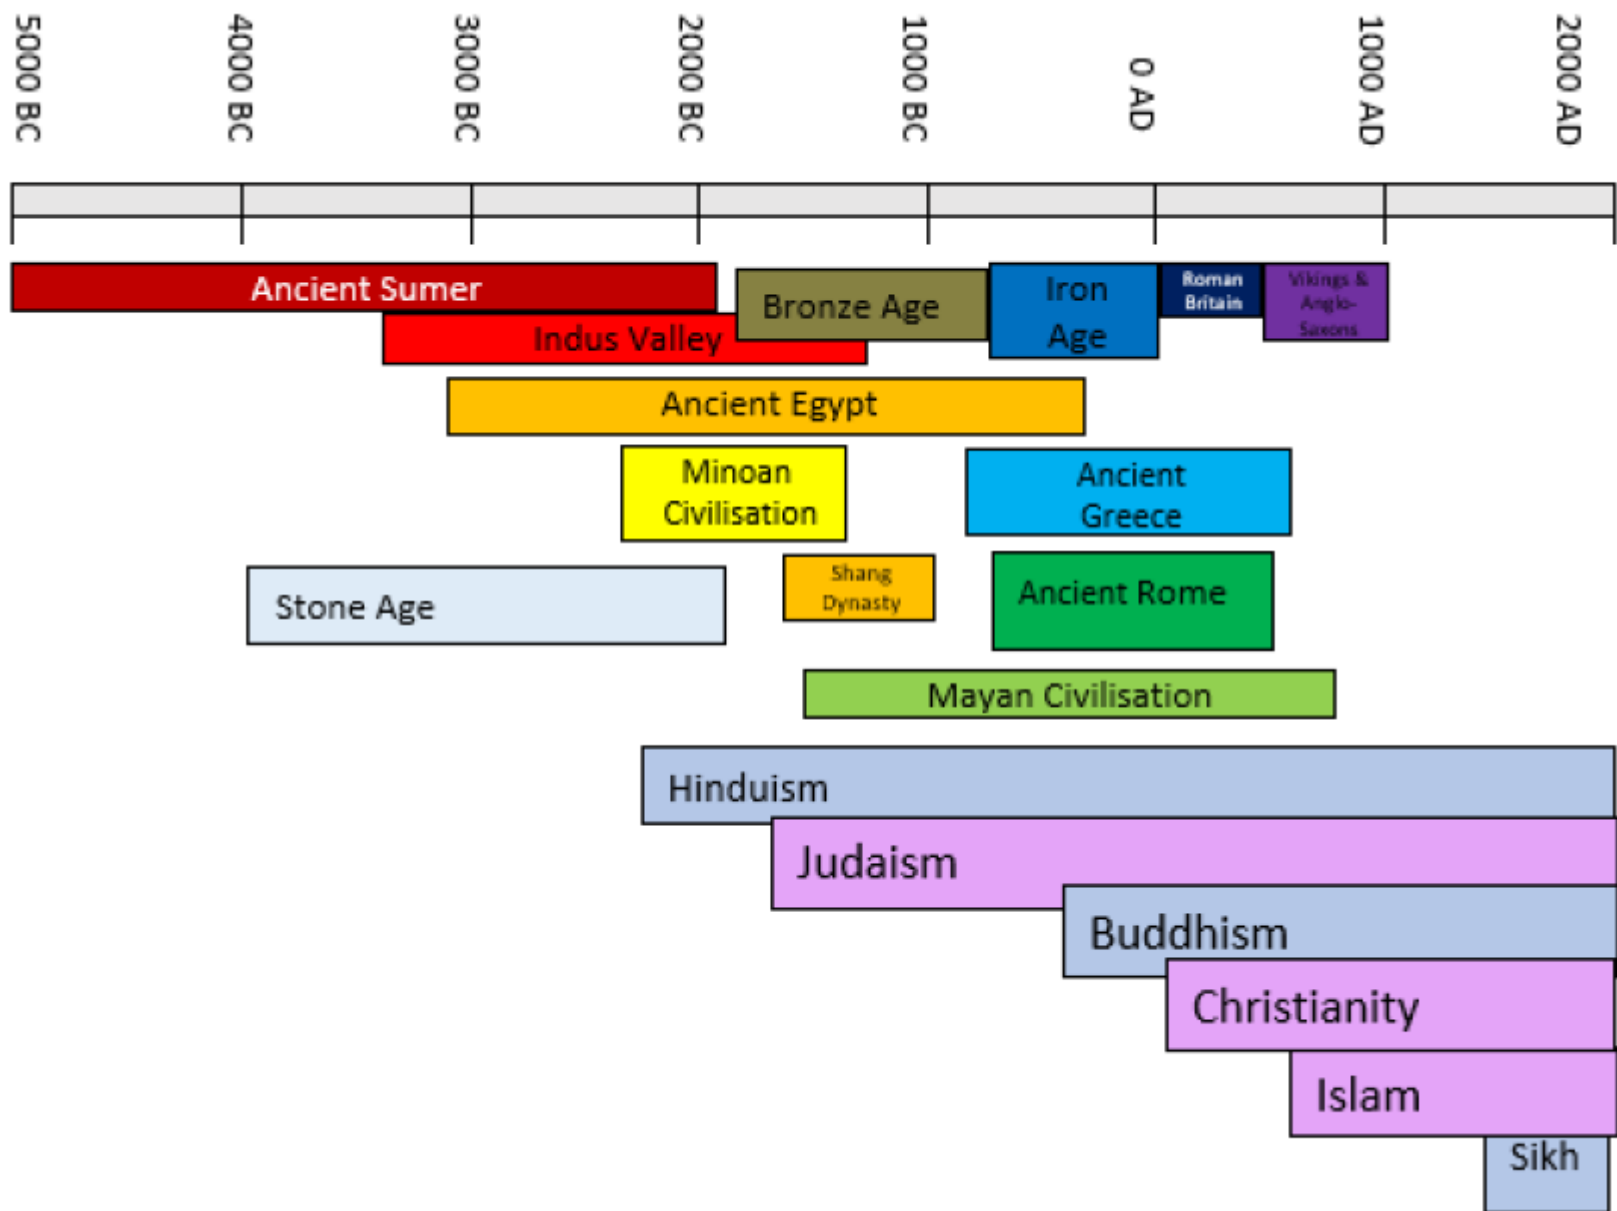 5000 BC
4000 BC
3000 BC
2000 BC
1000 BC
0 AD
1000 AD
2000 AD
Ancient Sumer
Indus Valley
Bronze Age
Iron
Age
Roman
Britain
Vikings &
Anglo-
Saxons
Ancient Egypt
Minoan
Civilisation
Ancient
Greece
Stone Age
Shang
Dynasty
Ancient Rome
Mayan Civilisation
Hinduism
Judaism
Buddhism
Christianity
Islam
Sikh